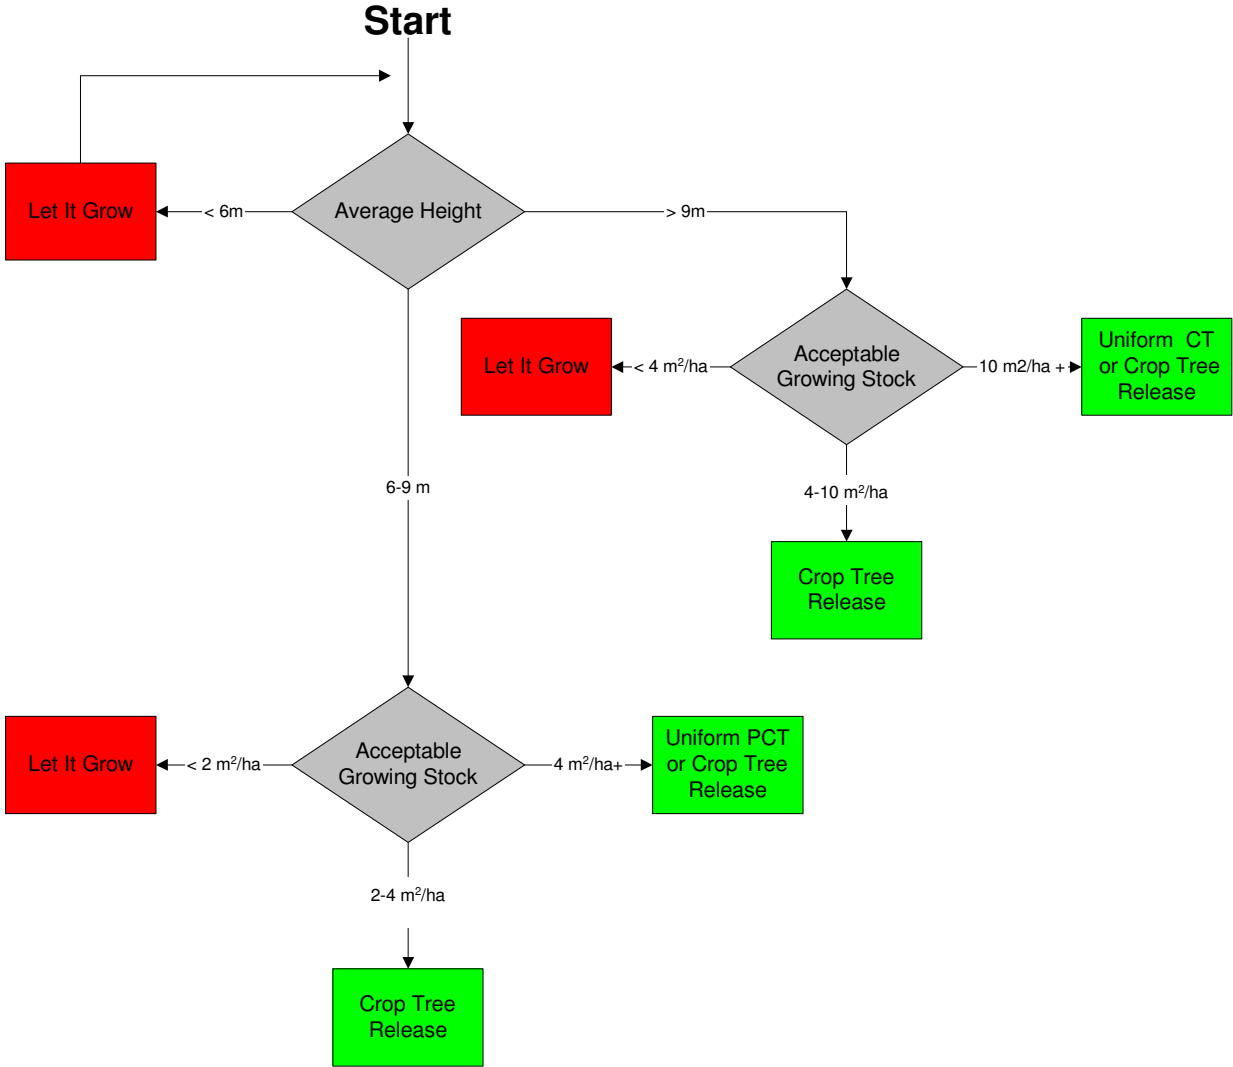 Start
Let It Grow
< 6m
Average Height
> 9m
Let It Grow
< 4 m²/ha
Acceptable
Growing Stock
10 m2/ha +
Uniform  CT
or Crop Tree
Release
6-9 m
4-10 m²/ha
Crop Tree
Release
Let It Grow
< 2 m²/ha
Acceptable
Growing Stock
4 m²/ha+
Uniform PCT
or Crop Tree
Release
2-4 m²/ha
Crop Tree
Release